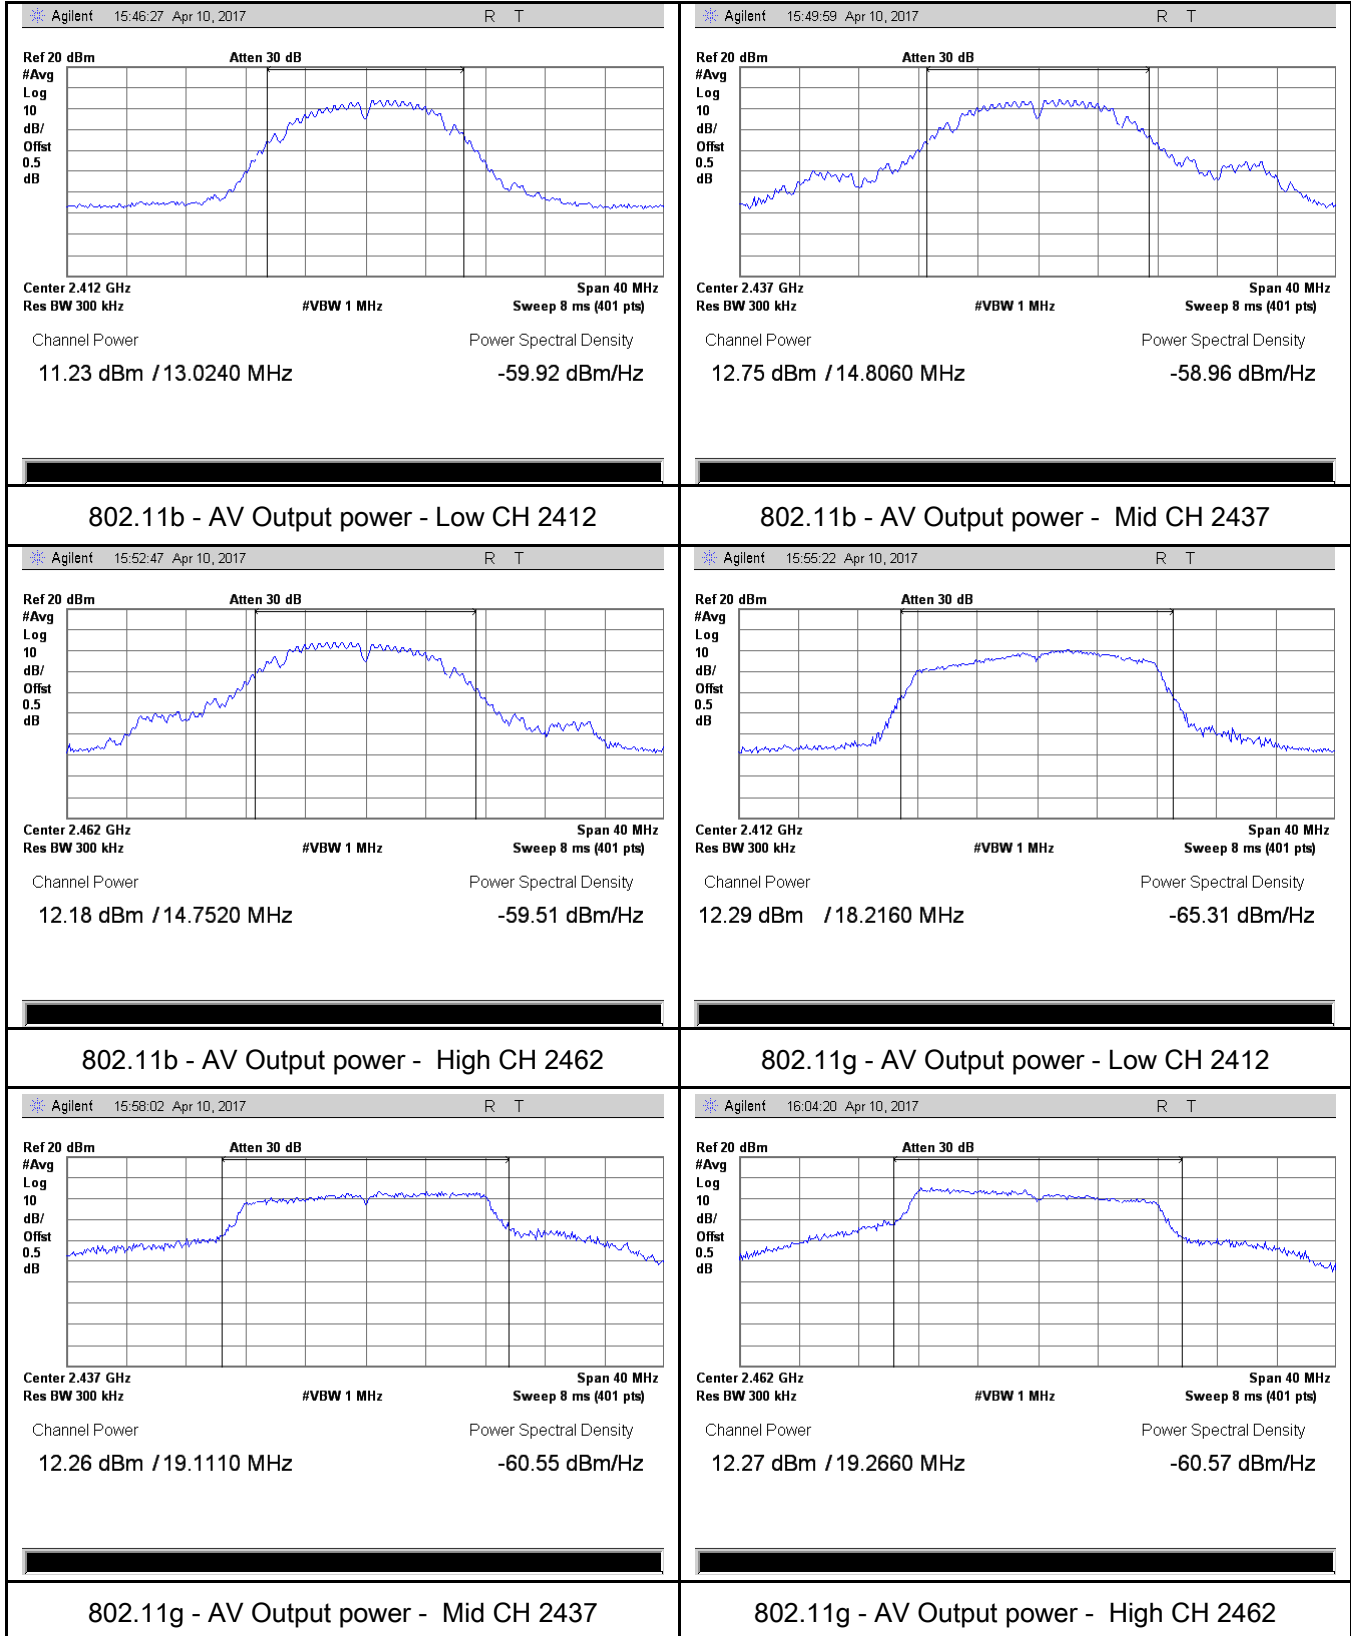 Agilent 15:46:27 Apr 10, 2017 R T
Ref 20 dBm Atten 30 dB
#Avg
Log
10
dB/
Offst
0.5
dB
Center 2.412 GHz Span 40 MHz
Res BW 300 kHz #VBW 1 MHz Sweep 8 ms (401 pts)
Channel Power Power Spectral Density
11.23 dBm / 13.0240 MHz -59.92 dBm/Hz
802.11b - AV Output power - Low CH 2412
Agilent 15:49:59 Apr 10, 2017 R T
Ref 20 dBm Atten 30 dB
#Avg
Log
10
dB/
Offst
0.5
dB
Center 2.437 GHz Span 40 MHz
Res BW 300 kHz #VBW 1 MHz Sweep 8 ms (401 pts)
Channel Power Power Spectral Density
12.75 dBm / 14.8060 MHz -58.96 dBm/Hz
802.11b - AV Output power - Mid CH 2437
Agilent 15:52:47 Apr 10, 2017 R T
Ref 20 dBm Atten 30 dB
#Avg
Log
10
dB/
Offst
0.5
dB
Center 2.462 GHz Span 40 MHz
Res BW 300 kHz #VBW 1 MHz Sweep 8 ms (401 pts)
Channel Power Power Spectral Density
12.18 dBm / 14.7520 MHz -59.51 dBm/Hz
802.11b - AV Output power - High CH 2462
Agilent 15:55:22 Apr 10, 2017 R T
Ref 20 dBm Atten 30 dB
#Avg
Log
10
dB/
Offst
0.5
dB
Center 2.412 GHz Span 40 MHz
Res BW 300 kHz #VBW 1 MHz Sweep 8 ms (401 pts)
Channel Power Power Spectral Density
12.29 dBm / 18.2160 MHz -65.31 dBm/Hz
802.11g - AV Output power - Low CH 2412
Agilent 15:58:02 Apr 10, 2017 R T
Ref 20 dBm Atten 30 dB
#Avg
Log
10
dB/
Offst
0.5
dB
Center 2.437 GHz Span 40 MHz
Res BW 300 kHz #VBW 1 MHz Sweep 8 ms (401 pts)
Channel Power Power Spectral Density
12.26 dBm / 19.1110 MHz -60.55 dBm/Hz
802.11g - AV Output power - Mid CH 2437
Agilent 16:04:20 Apr 10, 2017 R T
Ref 20 dBm Atten 30 dB
#Avg
Log
10
dB/
Offst
0.5
dB
Center 2.462 GHz Span 40 MHz
Res BW 300 kHz #VBW 1 MHz Sweep 8 ms (401 pts)
Channel Power Power Spectral Density
12.27 dBm / 19.2660 MHz -60.57 dBm/Hz
802.11g - AV Output power - High CH 2462